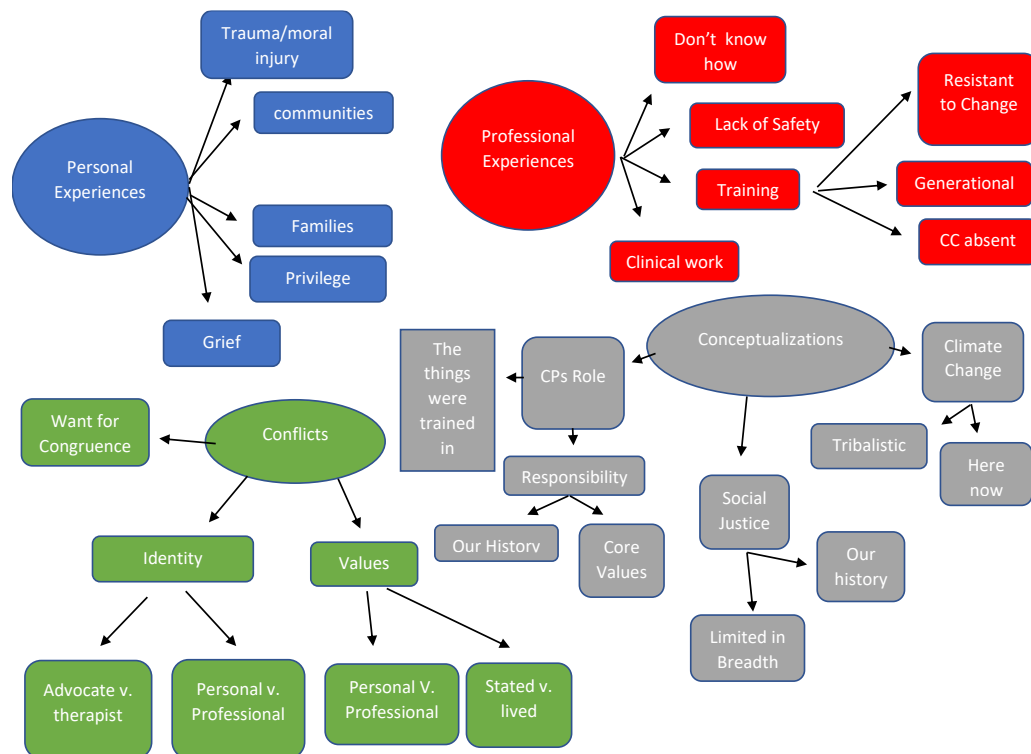 Trauma/moral
injury
communities
Personal
Experiences
Families
Privilege
Grief
Don't  know
how
Professional
Experiences
Lack of Safety
Training
Clinical work
Resistant
to Change
Generational
CC absent
Conceptualizations
The
things
were
trained
in
CPs Role
Responsibility
Our History
Core
Values
Social
Justice
Our
history
Limited in
Breadth
Climate
Change
Tribalistic
Here
now
Conflicts
Want for
Congruence
Identity
Values
Advocate v.
therapist
Personal v.
Professional
Personal V.
Professional
Stated v.
lived